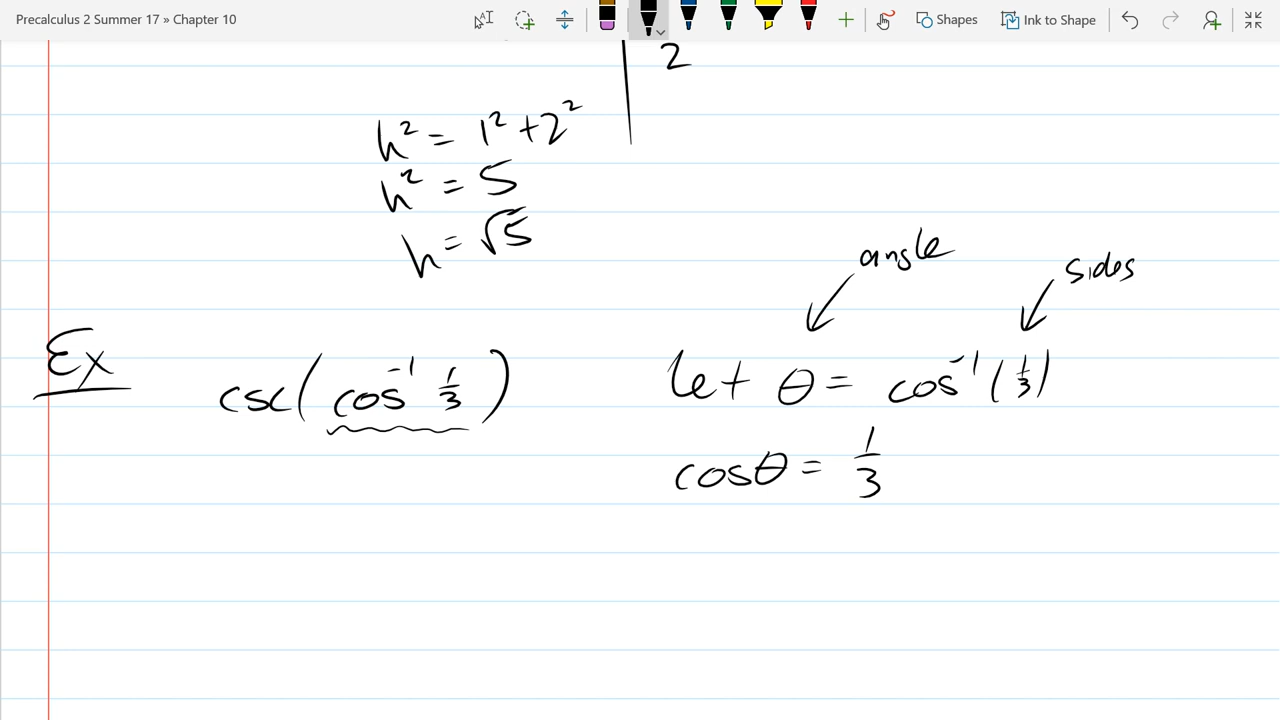 Precalculus 2 Summer 17 » Chapter 10
Shapes
Ink to Shape
2
h² = 1² + 2²
h² = 5
h = √5
angle
sides
Ex
csc(cos⁻¹ 1/3)
let θ = cos⁻¹(1/3)
cosθ = 1/3